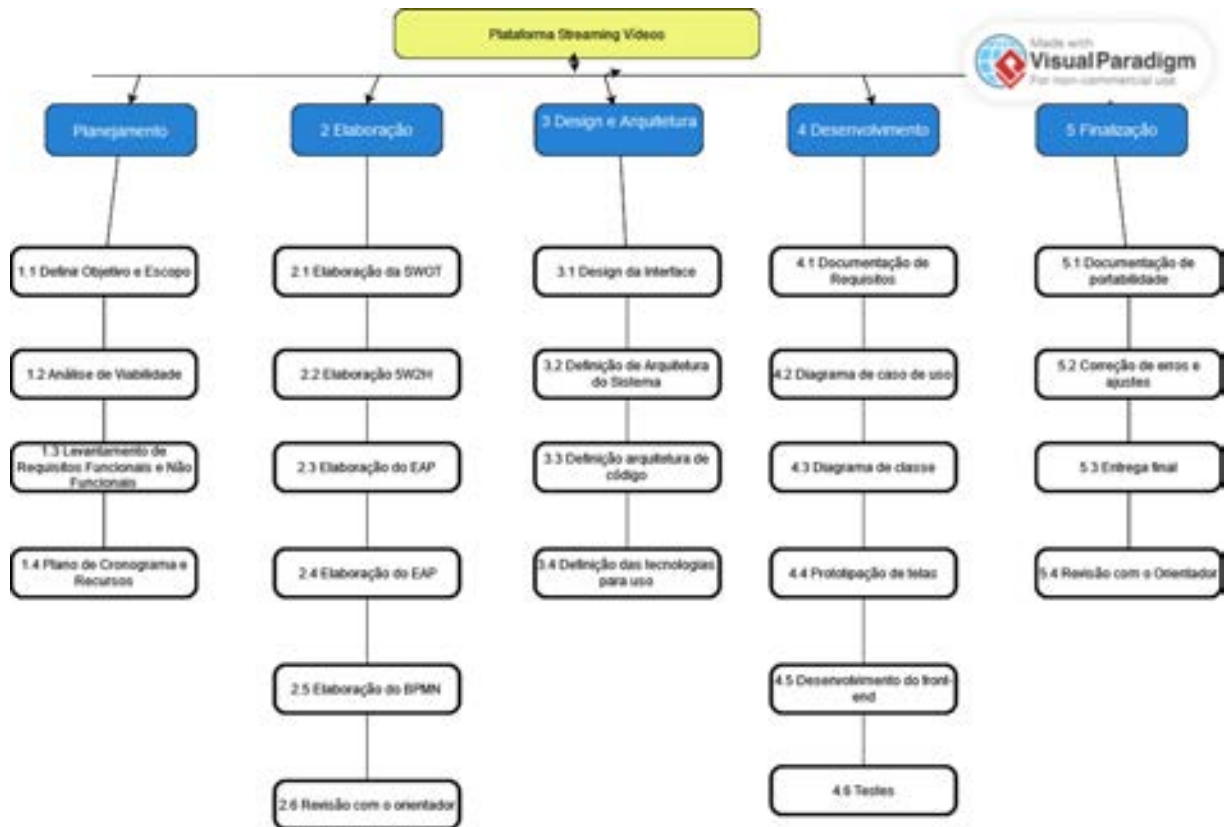 Plataforma Streaming Vídeos
Made with
Visual Paradigm
For non-commercial use
Planejamento
1.1 Definir Objetivo e Escopo
1.2 Análise de Viabilidade
1.3 Levantamento de
Requisitos Funcionais e Não
Funcionais
1.4 Plano de Cronograma e
Recursos
2 Elaboração
2.1 Elaboração da SWOT
2.2 Elaboração 5W2H
2.3 Elaboração do EAP
2.4 Elaboração do EAP
2.5 Elaboração do BPMN
2.6 Revisão com o orientador
3 Design e Arquitetura
3.1 Design da Interface
3.2 Definição de Arquitetura
do Sistema
3.3 Definição arquitetura de
código
3.4 Definição das tecnologias
para uso
4 Desenvolvimento
4.1 Documentação de
Requisitos
4.2 Diagrama de caso de uso
4.3 Diagrama de classe
4.4 Prototipação de telas
4.5 Desenvolvimento do front-
end
4.6 Testes
5 Finalização
5.1 Documentação de
portabilidade
5.2 Correção de erros e
ajustes
5.3 Entrega final
5.4 Revisão com o Orientador